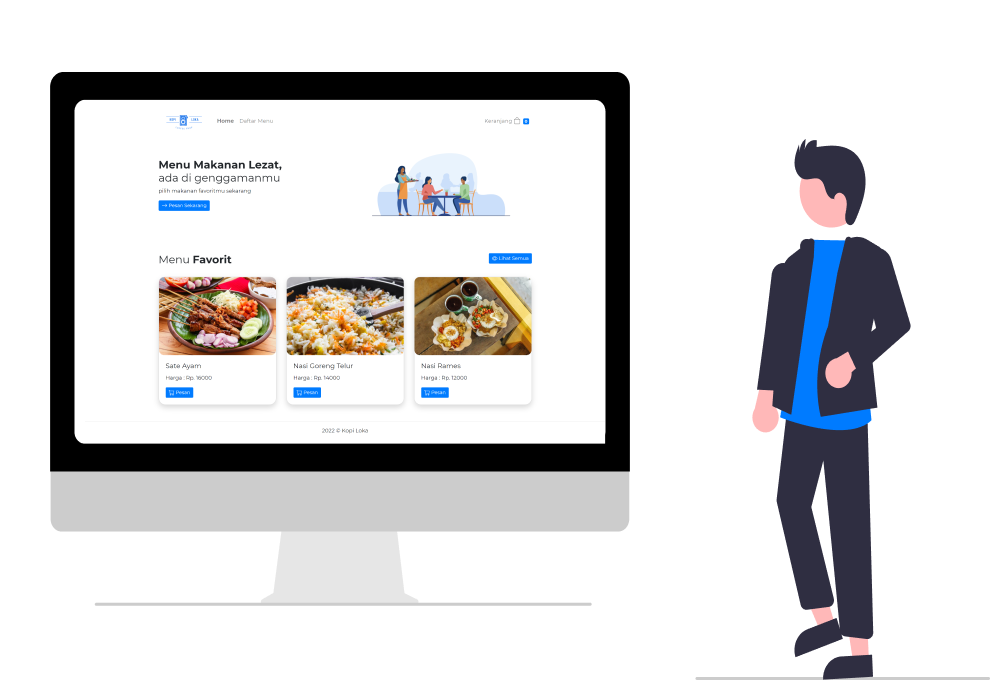 KOPI LOKA
Home Daftar Menu
Keranjang 0
Menu Makanan Lezat,
ada di genggamanmu
pilih makanan favoritmu sekarang
Pesan Sekarang
Menu Favorit
Lihat Semua
Sate Ayam
Harga : Rp. 16000
Pesan
Nasi Goreng Telur
Harga : Rp. 14000
Pesan
Nasi Rames
Harga : Rp. 12000
Pesan
2022 © Kopi Loka